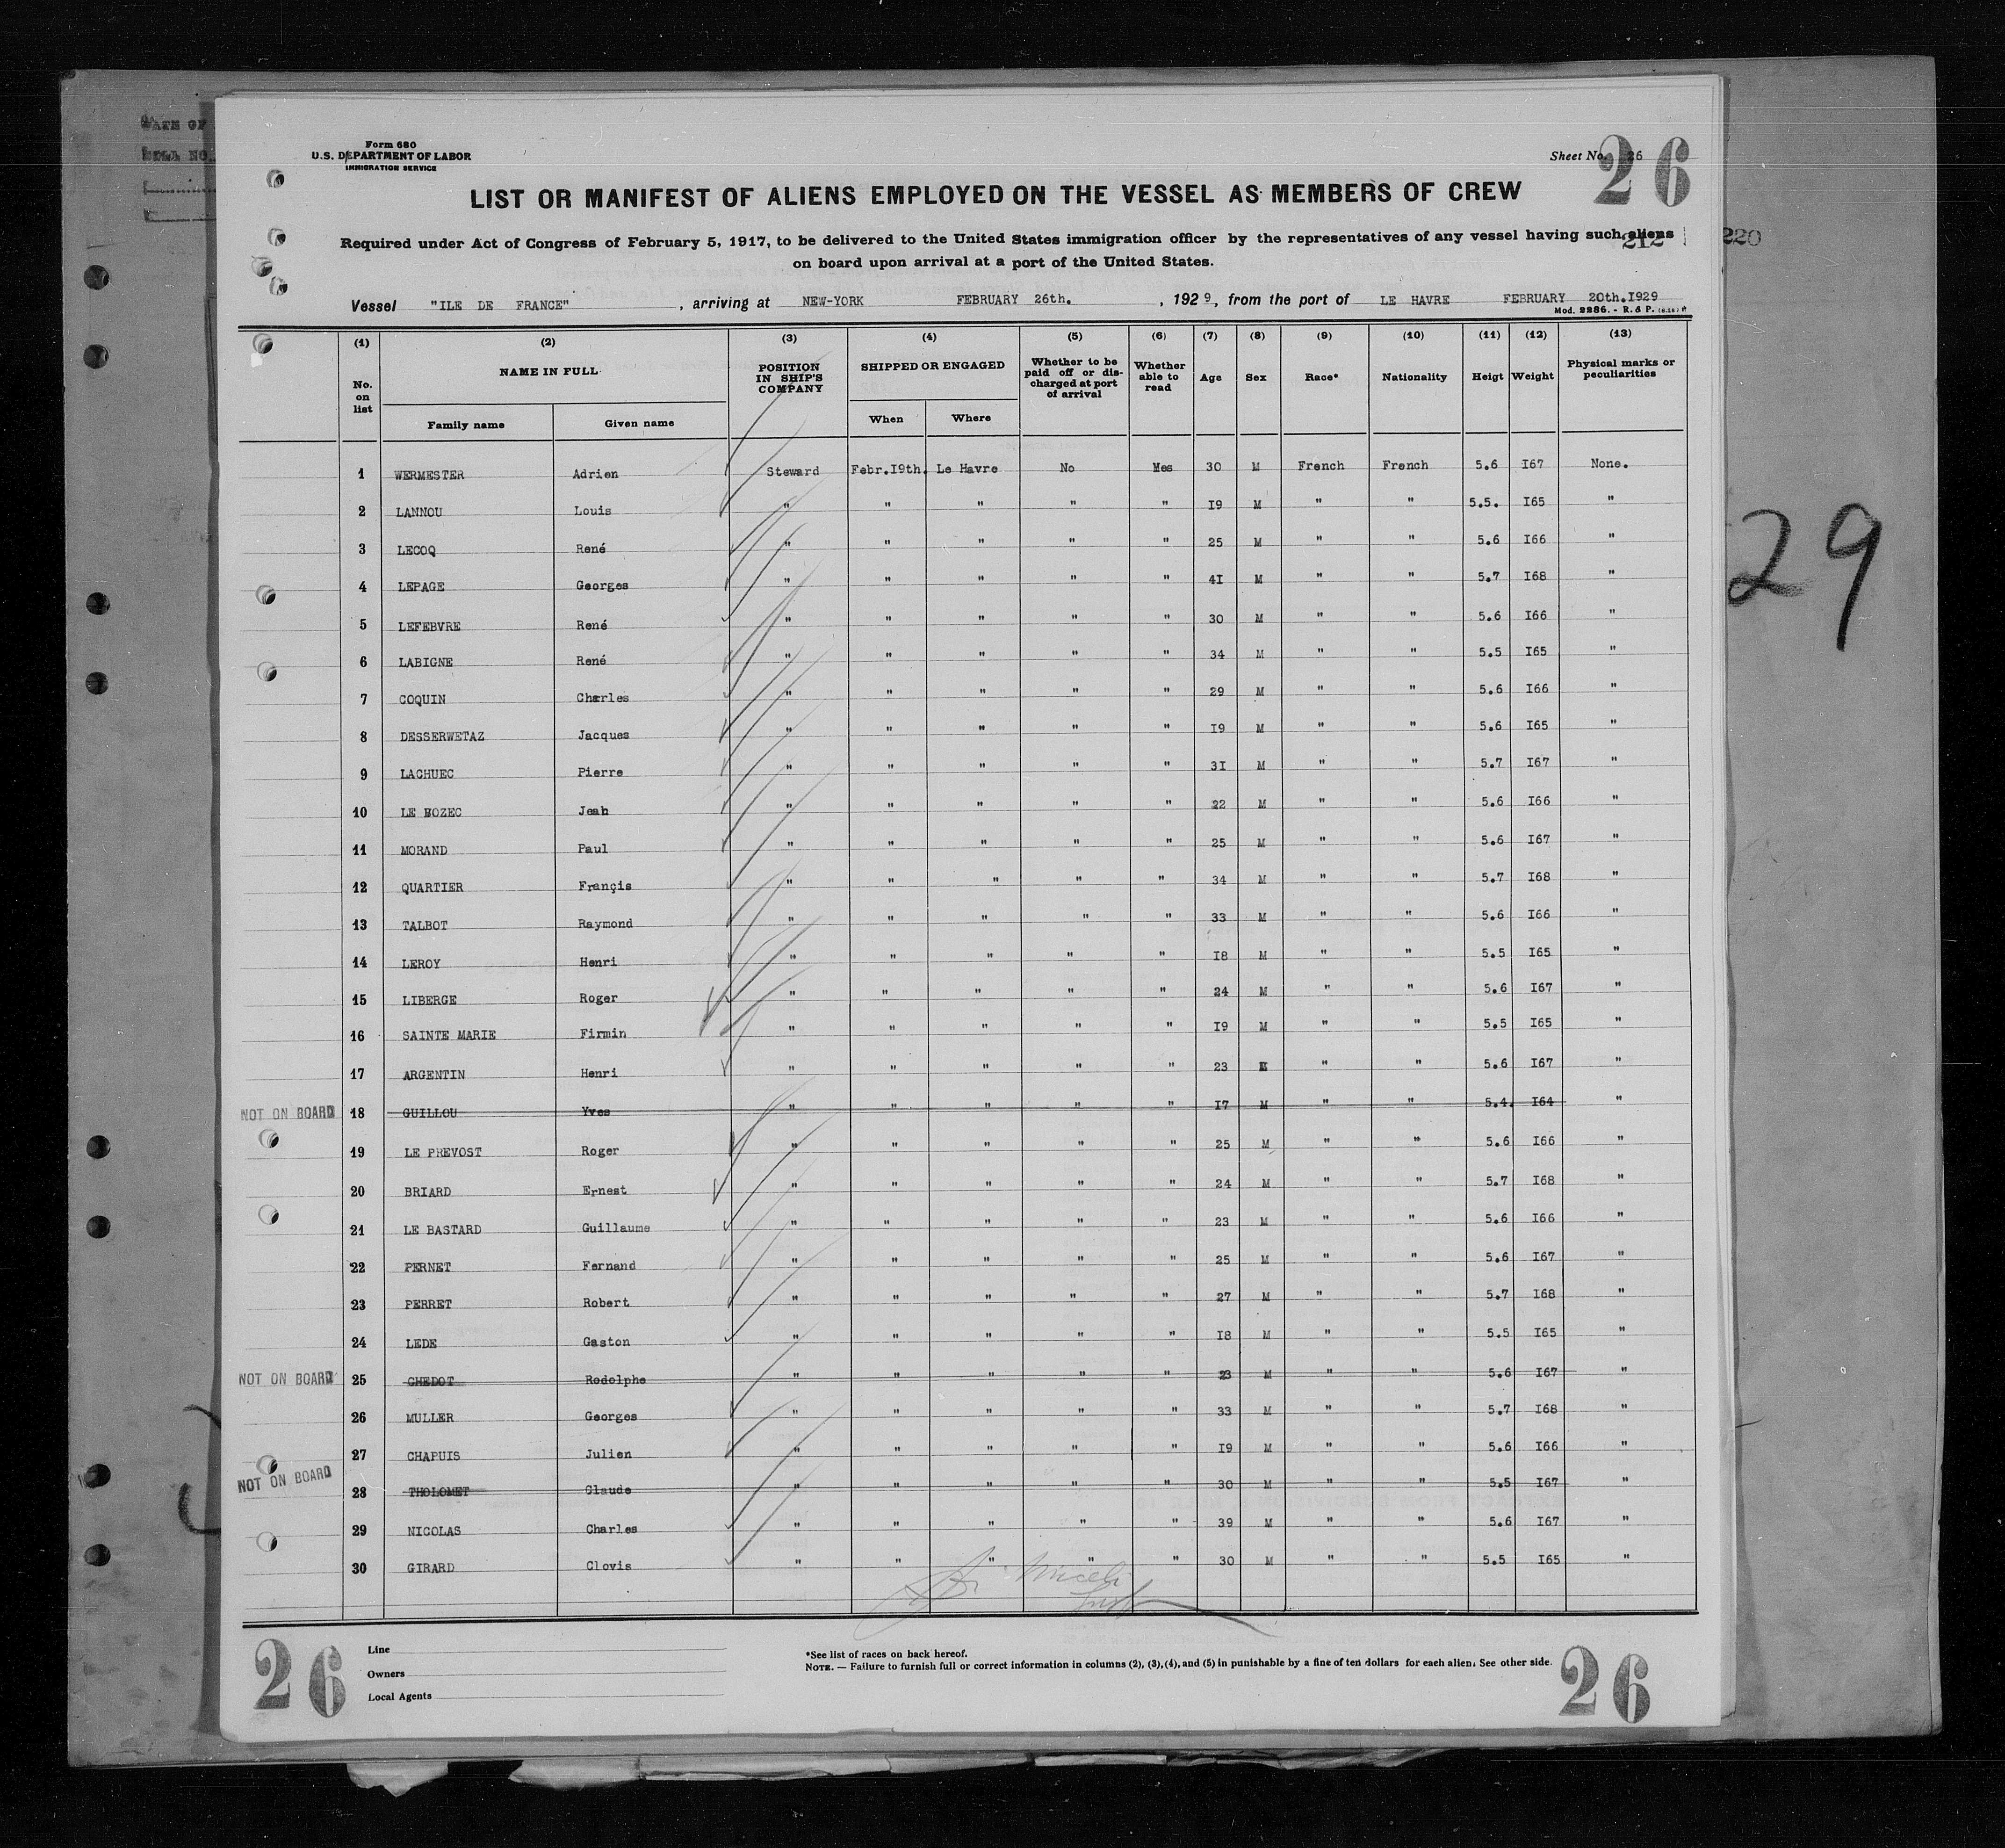 Form 680
U.S. DEPARTMENT OF LABOR
IMMIGRATION SERVICE
Sheet No. 26
26
LIST OR MANIFEST OF ALIENS EMPLOYED ON THE VESSEL AS MEMBERS OF CREW
Required under Act of Congress of February 5, 1917, to be delivered to the United States immigration officer by the representatives of any vessel having such aliens
212
220
on board upon arrival at a port of the United States.
Vessel "ILE DE FRANCE" , arriving at NEW-YORK FEBRUARY 26th. , 1929, from the port of LE HAVRE FEBRUARY 20th.I929
Mod. 2286. - R. & P.
(1) (2) (3) (4) (5) (6) (7) (8) (9) (10) (11) (12) (13)
No. on list NAME IN FULL POSITION IN SHIP'S COMPANY SHIPPED OR ENGAGED Whether to be paid off or discharged at port of arrival Whether able to read Age Sex Race* Nationality Heigt Weight Physical marks or peculiarities
Family name Given name When Where
1 WERMESTER Adrien Steward Febr.I9th. Le Havre No Yes 30 M French French 5.6 I67 None.
2 LANNOU Louis " " " " " I9 M " " 5.5. I65 "
3 LECOQ René " " " " " 25 M " " 5.6 I66 "
4 LEPAGE Georges " " " " " 4I M " " 5.7 I68 "
5 LEFEBVRE René " " " " " 30 M " " 5.6 I66 "
6 LABIGNE René " " " " " 34 M " " 5.5 I65 "
7 COQUIN Charles " " " " " 29 M " " 5.6 I66 "
8 DESSERWETAZ Jacques " " " " " I9 M " " 5.6 I65 "
9 LACHUEC Pierre " " " " " 3I M " " 5.7 I67 "
10 LE BOZEC Jean " " " " " 22 M " " 5.6 I66 "
11 MORAND Paul " " " " " 25 M " " 5.6 I67 "
12 QUARTIER Françis " " " " " 34 M " " 5.7 I68 "
13 TALBOT Raymond " " " " " 33 M " " 5.6 I66 "
14 LEROY Henri " " " " " I8 M " " 5.5 I65 "
15 LIBERGE Roger " " " " " 24 M " " 5.6 I67 "
16 SAINTE MARIE Firmin " " " " " I9 M " " 5.5 I65 "
17 ARGENTIN Henri " " " " " 23 M " " 5.6 I67 "
NOT ON BOARD 18 GUILLOU Yves " " " " " I7 M " " 5.4. I64 "
19 LE PREVOST Roger " " " " " 25 M " " 5.6 I66 "
20 BRIARD Ernest " " " " " 24 M " " 5.7 I68 "
21 LE BASTARD Guillaume " " " " " 23 M " " 5.6 I66 "
22 PERNET Fernand " " " " " 25 M " " 5.6 I67 "
23 PERRET Robert " " " " " 27 M " " 5.7 I68 "
24 LEDE Gaston " " " " " I8 M " " 5.5 I65 "
NOT ON BOARD 25 CHEDOT Rodolphe " " " " " 23 M " " 5.6 I67 "
26 MULLER Georges " " " " " 33 M " " 5.7 I68 "
27 CHAPUIS Julien " " " " " I9 M " " 5.6 I66 "
NOT ON BOARD 28 THOLOMET Claude " " " " " 30 M " " 5.5 I67 "
29 NICOLAS Charles " " " " " 39 M " " 5.6 I67 "
30 GIRARD Clovis " " " " " 30 M " " 5.5 I65 "
29
Line
Owners
Local Agents
*See list of races on back hereof.
NOTE. — Failure to furnish full or correct information in columns (2), (3), (4), and (5) in punishable by a fine of ten dollars for each alien. See other side.
26
26